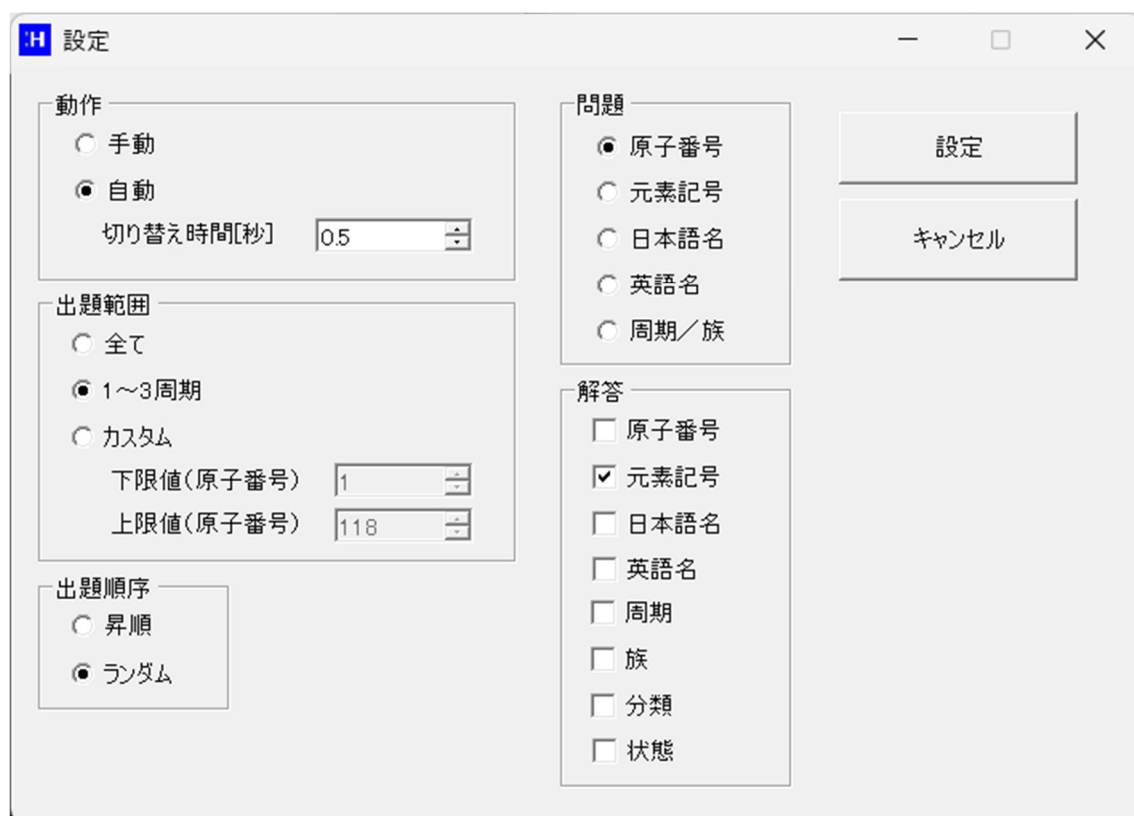 :H 設定
動作
手動
自動
切り替え時間[秒] 0.5
出題範囲
全て
1～3周期
カスタム
下限値(原子番号) 1
上限値(原子番号) 118
出題順序
昇順
ランダム
問題
原子番号
元素記号
日本語名
英語名
周期／族
解答
原子番号
元素記号
日本語名
英語名
周期
族
分類
状態
設定
キャンセル